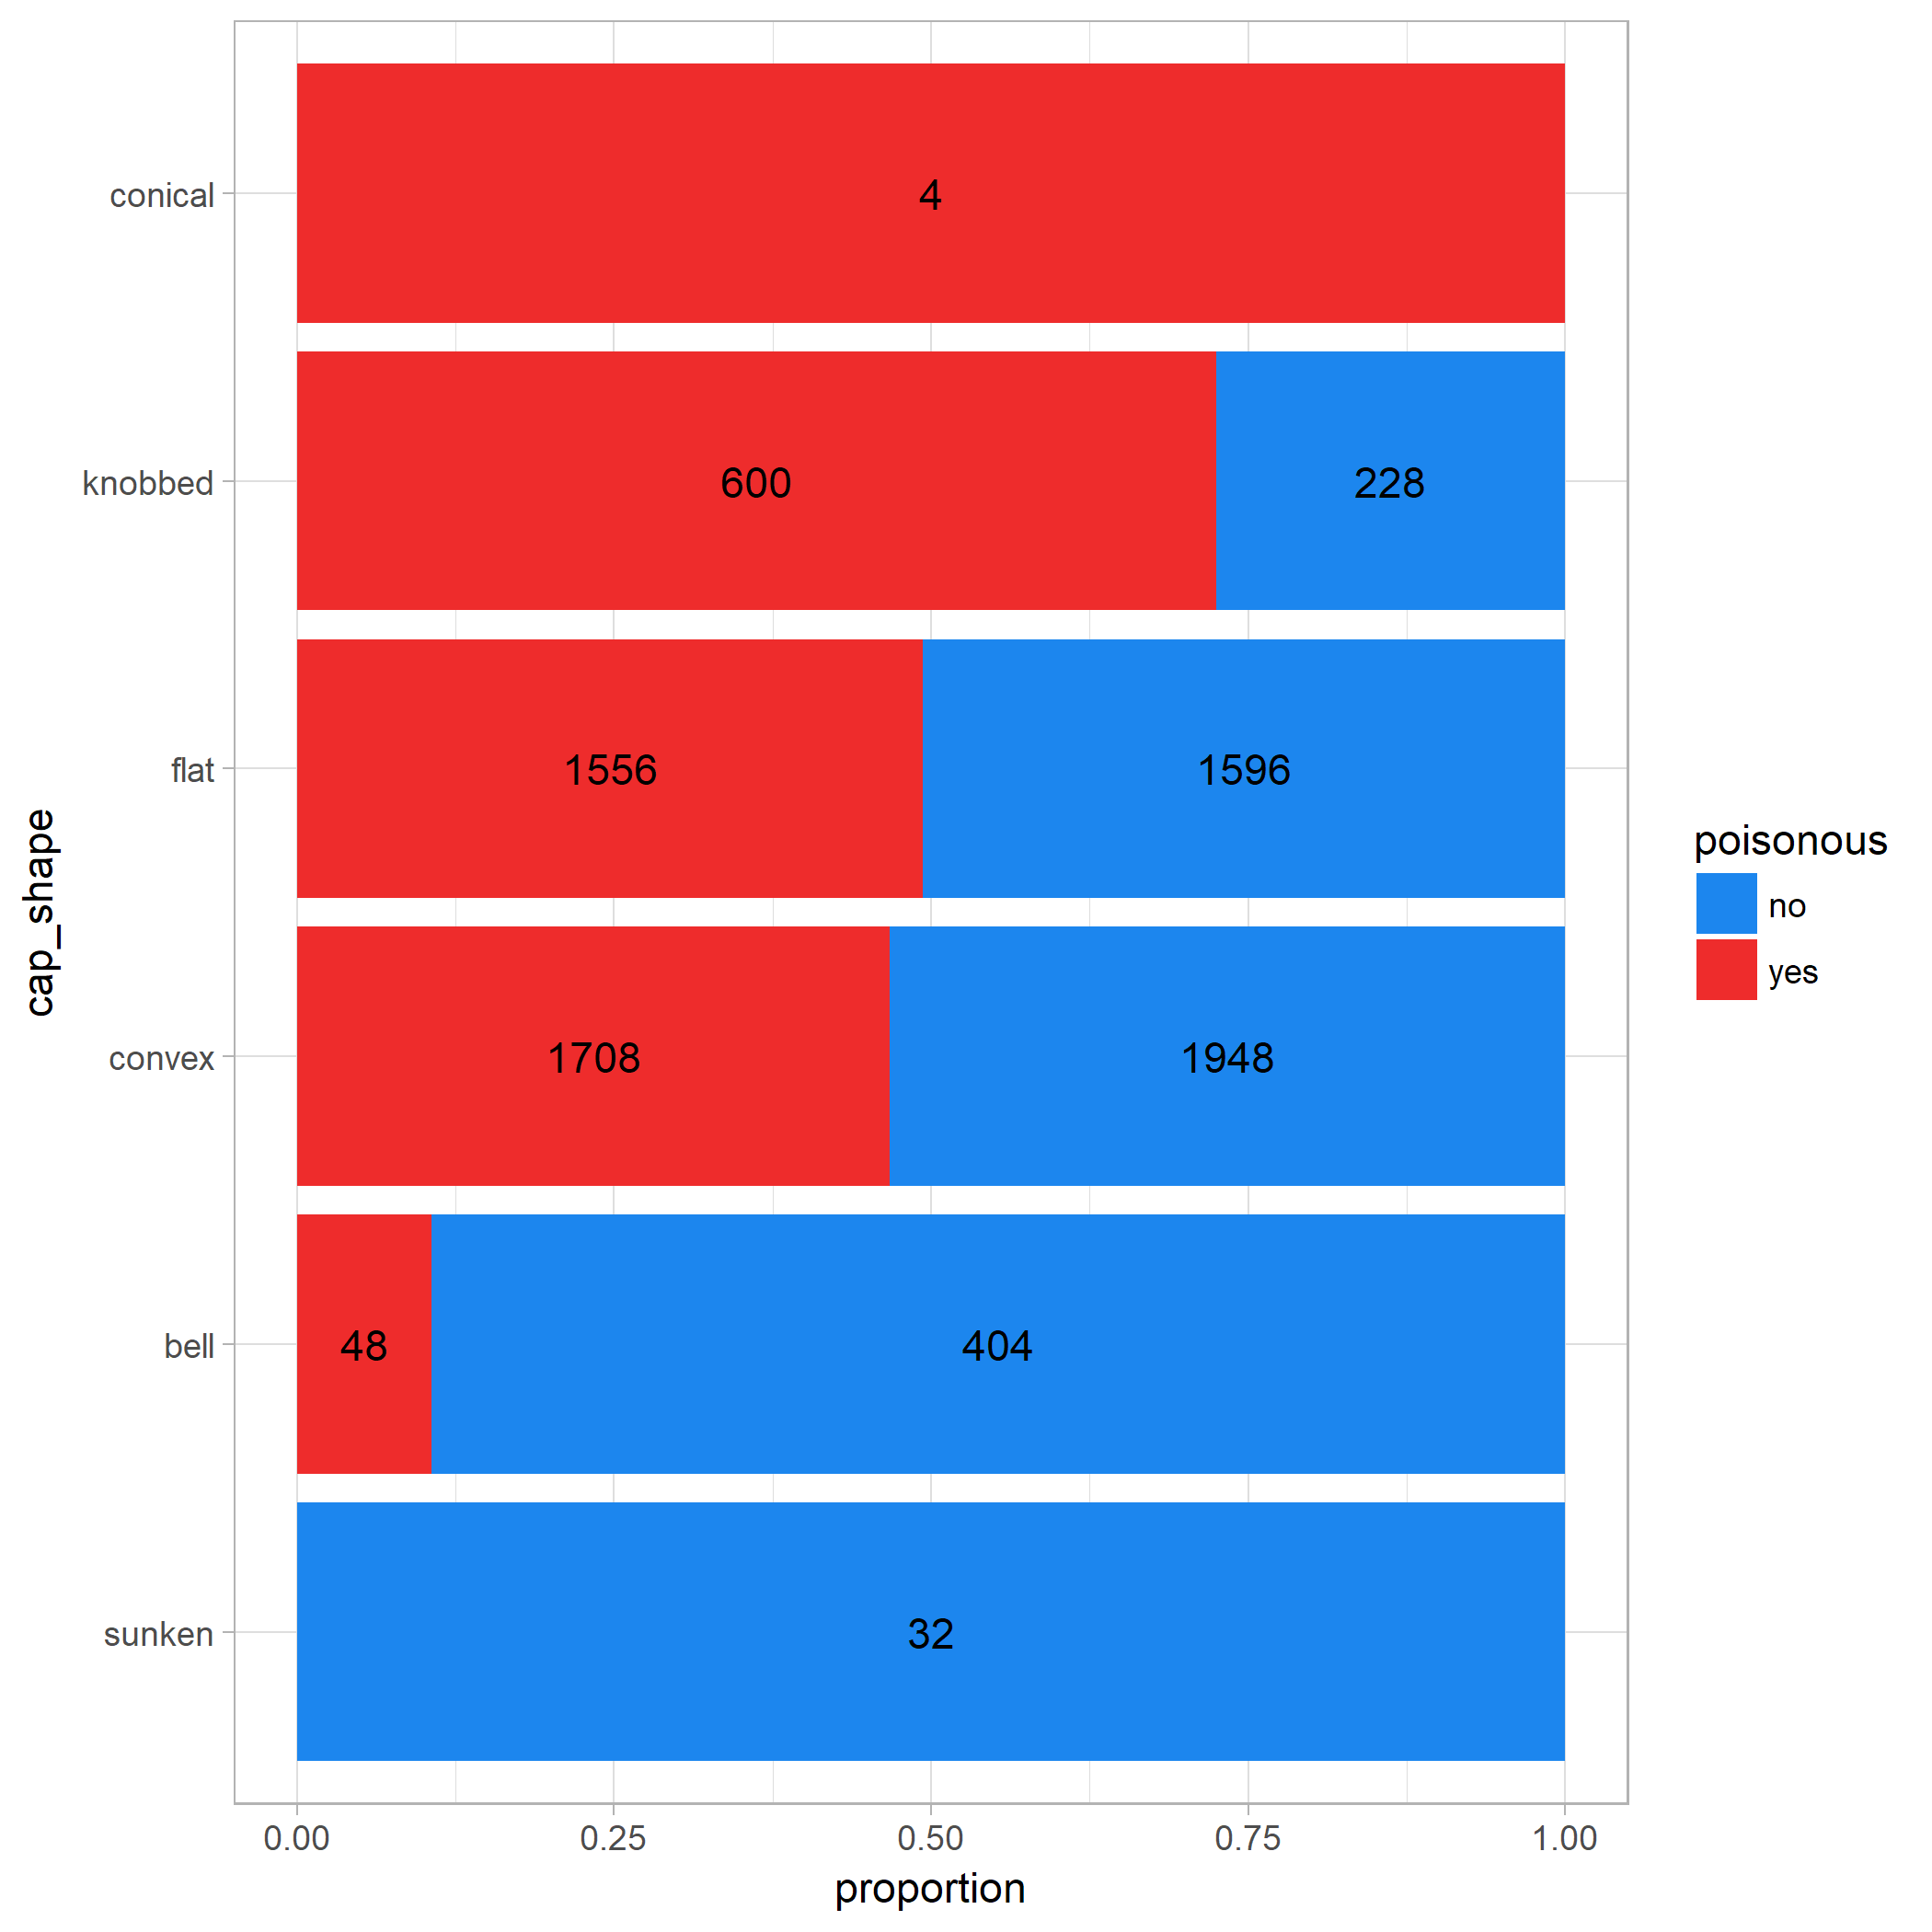 conical
4
knobbed
600
228
flat
1556
1596
convex
1708
1948
bell
48
404
sunken
32
0.00
0.25
0.50
0.75
1.00
proportion
cap_shape
poisonous
no
yes